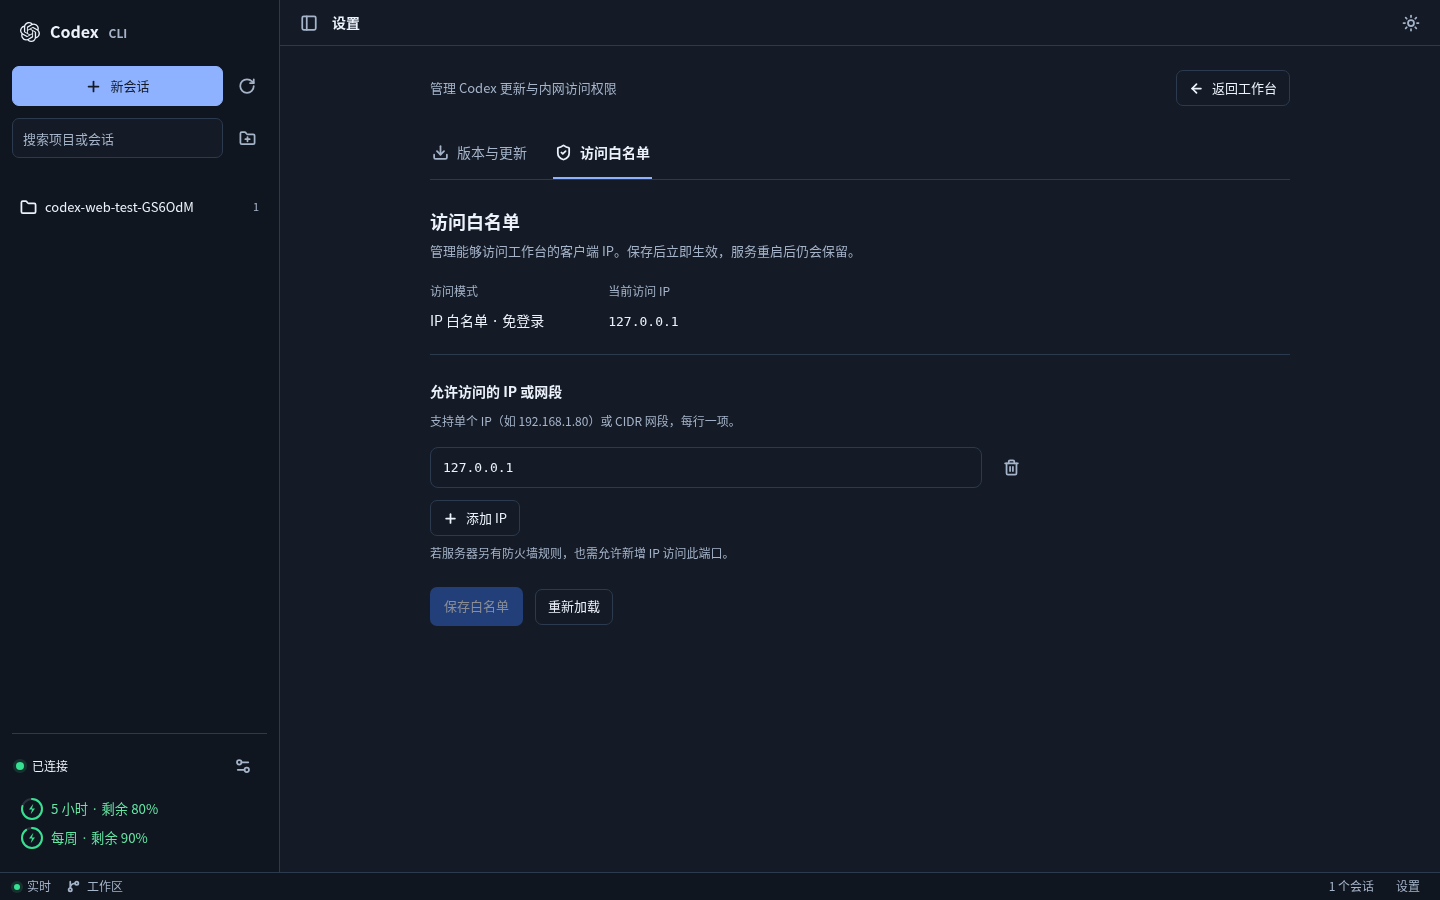 Codex CLI
新会话
搜索项目或会话
codex-web-test-GS6OdM 1
已连接
5 小时 · 剩余 80%
每周 · 剩余 90%
设置
管理 Codex 更新与内网访问权限
返回工作台
版本与更新
访问白名单
访问白名单
管理能够访问工作台的客户端 IP。保存后立即生效，服务重启后仍会保留。
访问模式
IP 白名单 · 免登录
当前访问 IP
127.0.0.1
允许访问的 IP 或网段
支持单个 IP（如 192.168.1.80）或 CIDR 网段，每行一项。
127.0.0.1
添加 IP
若服务器另有防火墙规则，也需允许新增 IP 访问此端口。
保存白名单
重新加载
实时
工作区
1 个会话
设置